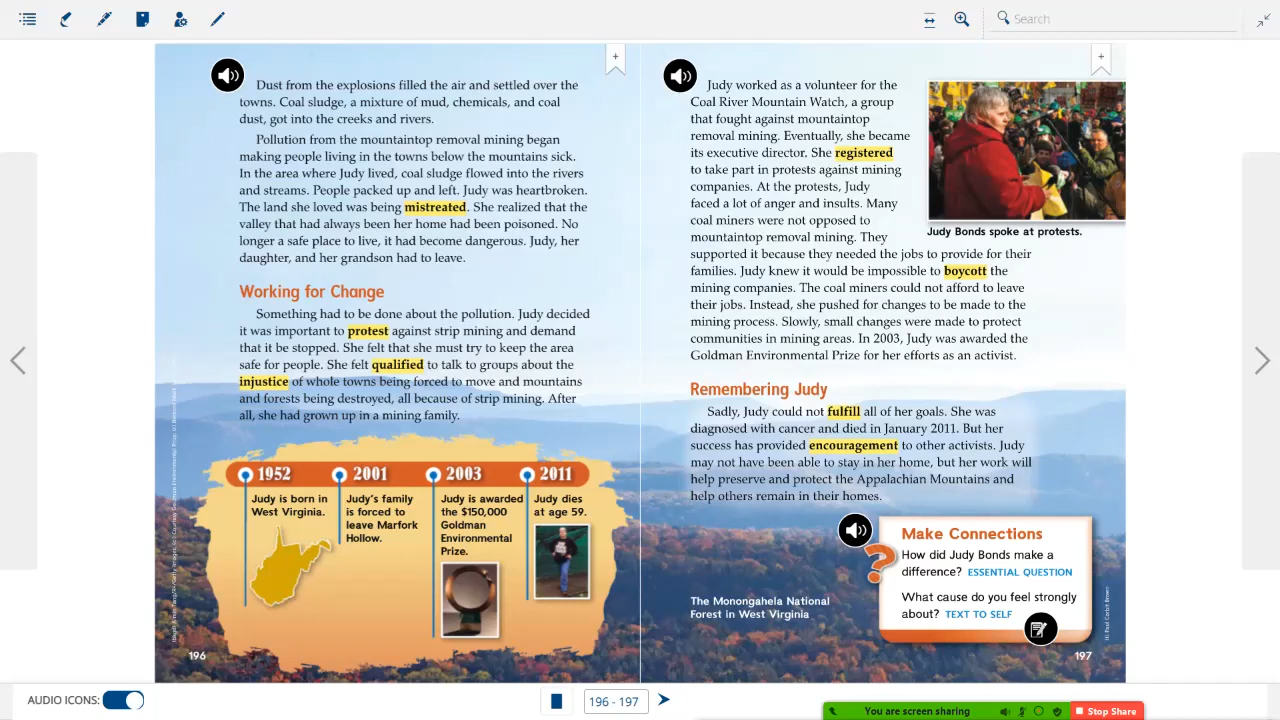 Search
Dust from the explosions filled the air and settled over the
towns. Coal sludge, a mixture of mud, chemicals, and coal
dust, got into the creeks and rivers.
Pollution from the mountaintop removal mining began
making people living in the towns below the mountains sick.
In the area where Judy lived, coal sludge flowed into the rivers
and streams. People packed up and left. Judy was heartbroken.
The land she loved was being mistreated. She realized that the
valley that had always been her home had been poisoned. No
longer a safe place to live, it had become dangerous. Judy, her
daughter, and her grandson had to leave.
Working for Change
Something had to be done about the pollution. Judy decided
it was important to protest against strip mining and demand
that it be stopped. She felt that she must try to keep the area
safe for people. She felt qualified to talk to groups about the
injustice of whole towns being forced to move and mountains
and forests being destroyed, all because of strip mining. After
all, she had grown up in a mining family.
1952
Judy is born in
West Virginia.
2001
Judy's family
is forced to
leave Marfork
Hollow.
2003
Judy is awarded
the $150,000
Goldman
Environmental
Prize.
2011
Judy dies
at age 59.
196
Judy worked as a volunteer for the
Coal River Mountain Watch, a group
that fought against mountaintop
removal mining. Eventually, she became
its executive director. She registered
to take part in protests against mining
companies. At the protests, Judy
faced a lot of anger and insults. Many
coal miners were not opposed to
mountaintop removal mining. They
supported it because they needed the jobs to provide for their
families. Judy knew it would be impossible to boycott the
mining companies. The coal miners could not afford to leave
their jobs. Instead, she pushed for changes to be made to the
mining process. Slowly, small changes were made to protect
communities in mining areas. In 2003, Judy was awarded the
Goldman Environmental Prize for her efforts as an activist.
Judy Bonds spoke at protests.
Remembering Judy
Sadly, Judy could not fulfill all of her goals. She was
diagnosed with cancer and died in January 2011. But her
success has provided encouragement to other activists. Judy
may not have been able to stay in her home, but her work will
help preserve and protect the Appalachian Mountains and
help others remain in their homes.
Make Connections
How did Judy Bonds make a
difference? ESSENTIAL QUESTION
What cause do you feel strongly
about? TEXT TO SELF
The Monongahela National
Forest in West Virginia
197
AUDIO ICONS:
196 - 197
You are screen sharing
Stop Share